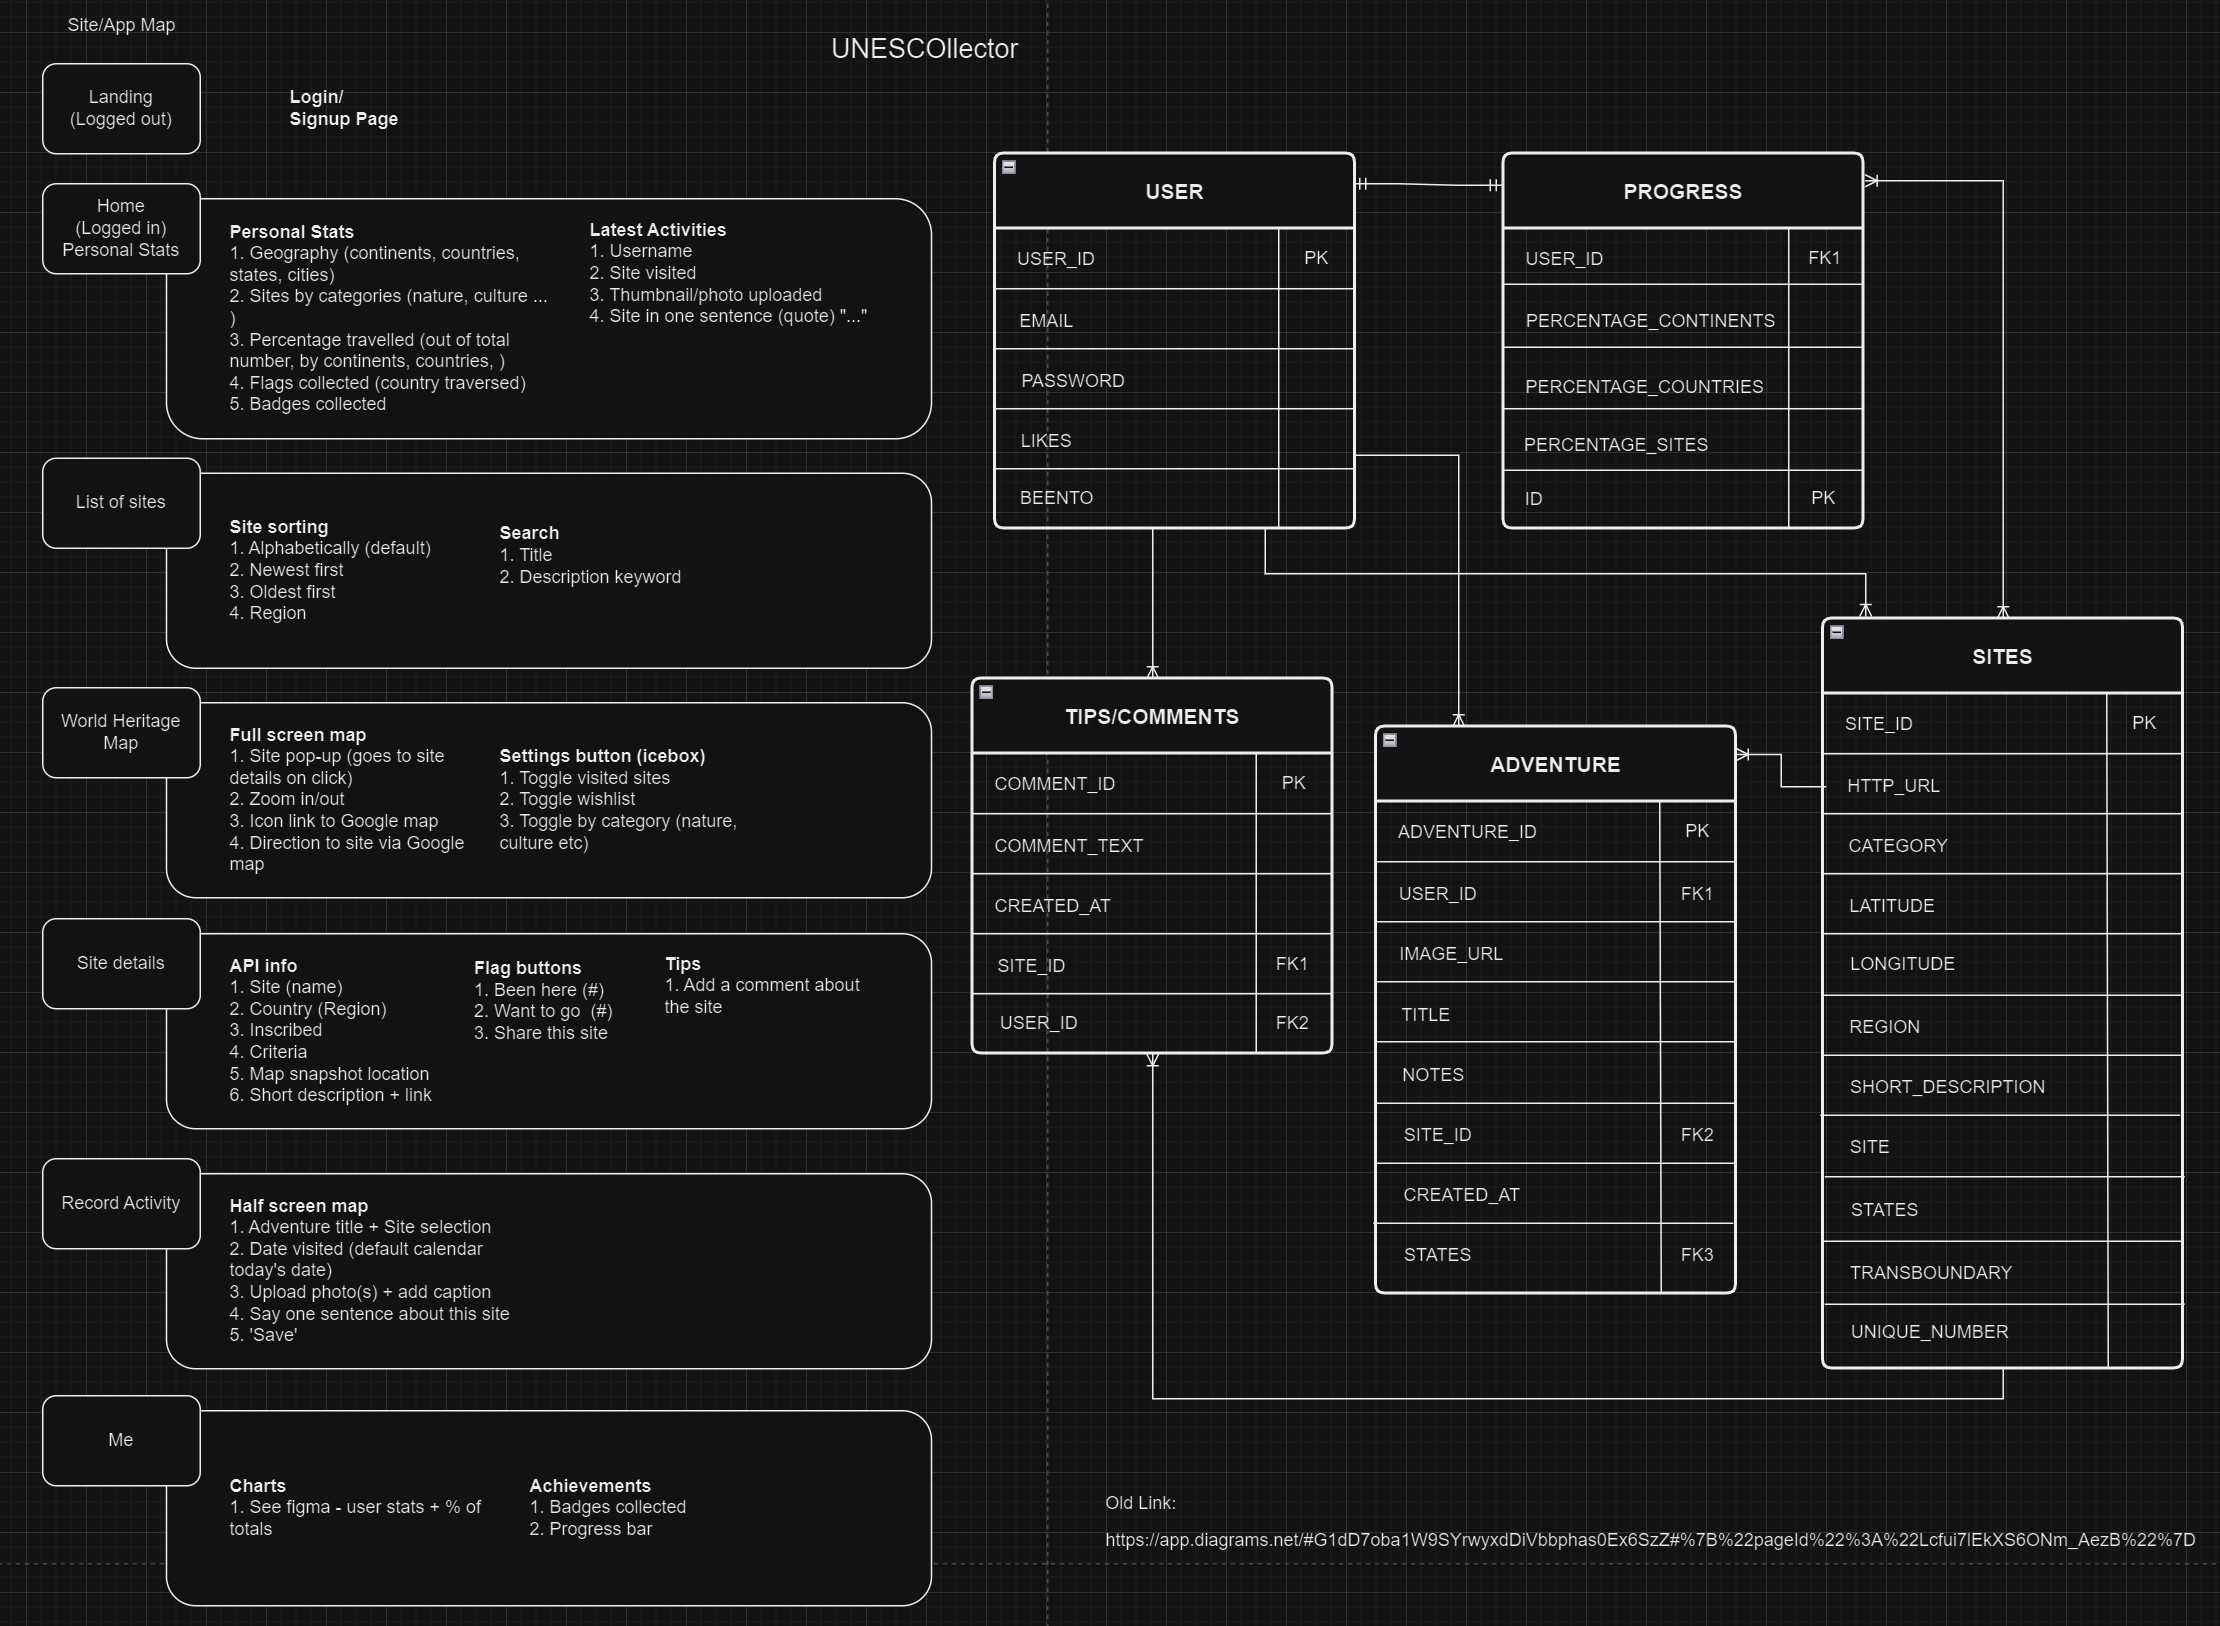 Site/App Map
UNESCOllector
Landing
(Logged out)
Login/
Signup Page
Home
(Logged in)
Personal Stats
Personal Stats
1. Geography (continents, countries,
states, cities)
2. Sites by categories (nature, culture ...
)
3. Percentage travelled (out of total
number, by continents, countries, )
4. Flags collected (country traversed)
5. Badges collected
Latest Activities
1. Username
2. Site visited
3. Thumbnail/photo uploaded
4. Site in one sentence (quote) "..."
List of sites
Site sorting
1. Alphabetically (default)
2. Newest first
3. Oldest first
4. Region
Search
1. Title
2. Description keyword
World Heritage
Map
Full screen map
1. Site pop-up (goes to site
details on click)
2. Zoom in/out
3. Icon link to Google map
4. Direction to site via Google
map
Settings button (icebox)
1. Toggle visited sites
2. Toggle wishlist
3. Toggle by category (nature,
culture etc)
Site details
API info
1. Site (name)
2. Country (Region)
3. Inscribed
4. Criteria
5. Map snapshot location
6. Short description + link
Flag buttons
1. Been here (#)
2. Want to go  (#)
3. Share this site
Tips
1. Add a comment about
the site
Record Activity
Half screen map
1. Adventure title + Site selection
2. Date visited (default calendar
today's date)
3. Upload photo(s) + add caption
4. Say one sentence about this site
5. 'Save'
Me
Charts
1. See figma - user stats + % of
totals
Achievements
1. Badges collected
2. Progress bar
USER
USER_ID PK
EMAIL
PASSWORD
LIKES
BEENTO
PROGRESS
USER_ID FK1
PERCENTAGE_CONTINENTS
PERCENTAGE_COUNTRIES
PERCENTAGE_SITES
ID PK
TIPS/COMMENTS
COMMENT_ID PK
COMMENT_TEXT
CREATED_AT
SITE_ID FK1
USER_ID FK2
ADVENTURE
ADVENTURE_ID PK
USER_ID FK1
IMAGE_URL
TITLE
NOTES
SITE_ID FK2
CREATED_AT
STATES FK3
SITES
SITE_ID PK
HTTP_URL
CATEGORY
LATITUDE
LONGITUDE
REGION
SHORT_DESCRIPTION
SITE
STATES
TRANSBOUNDARY
UNIQUE_NUMBER
Old Link:
https://app.diagrams.net/#G1dD7oba1W9SYrwyxdDiVbbphas0Ex6SzZ#%7B%22pageId%22%3A%22Lcfui7lEkXS6ONm_AezB%22%7D